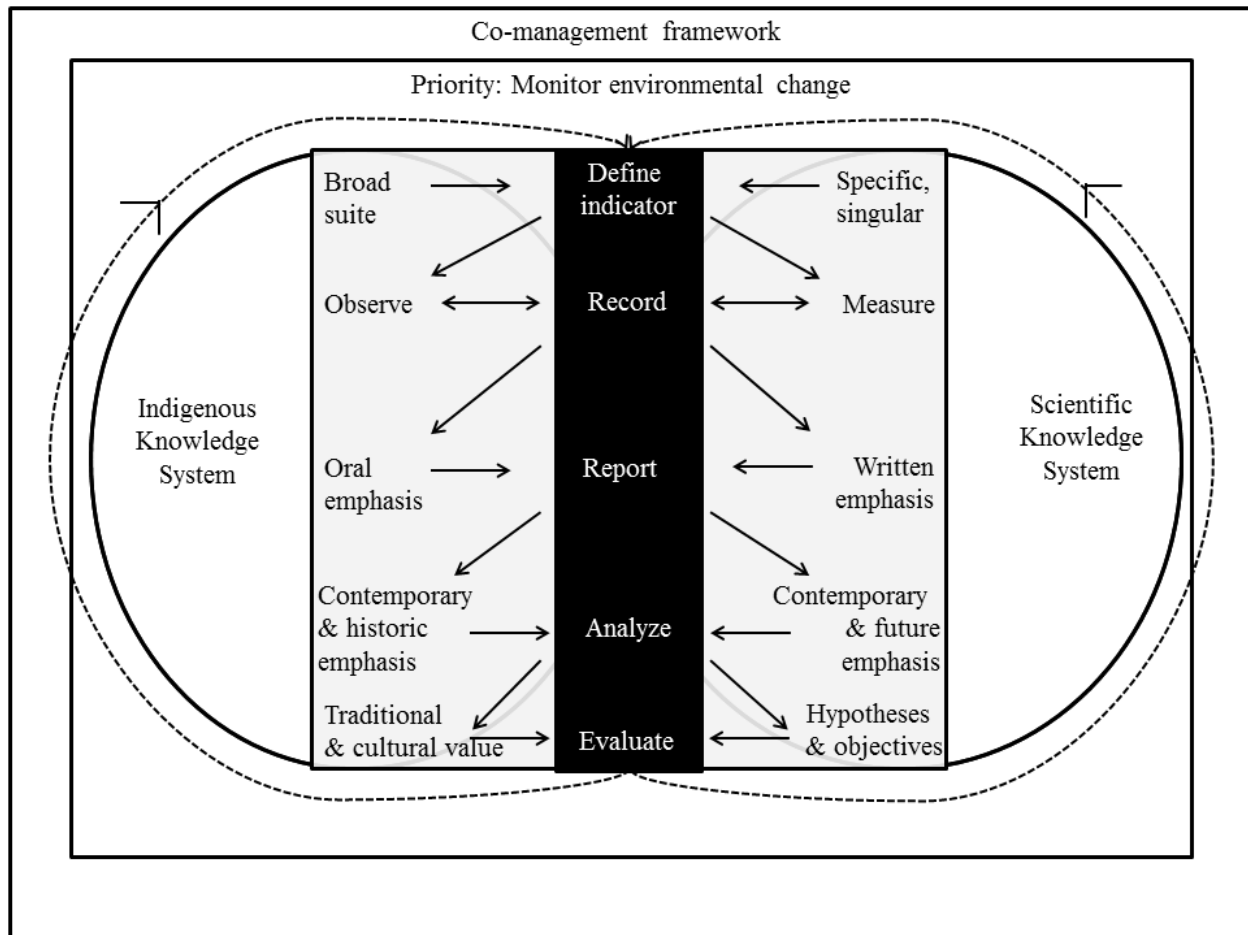 Co-management framework
Priority: Monitor environmental change
Broad
suite
Define
indicator
Specific,
singular
Observe
Record
Measure
Indigenous
Knowledge
System
Scientific
Knowledge
System
Oral
emphasis
Report
Written
emphasis
Contemporary
& historic
emphasis
Analyze
Contemporary
& future
emphasis
Traditional
& cultural value
Evaluate
Hypotheses
& objectives